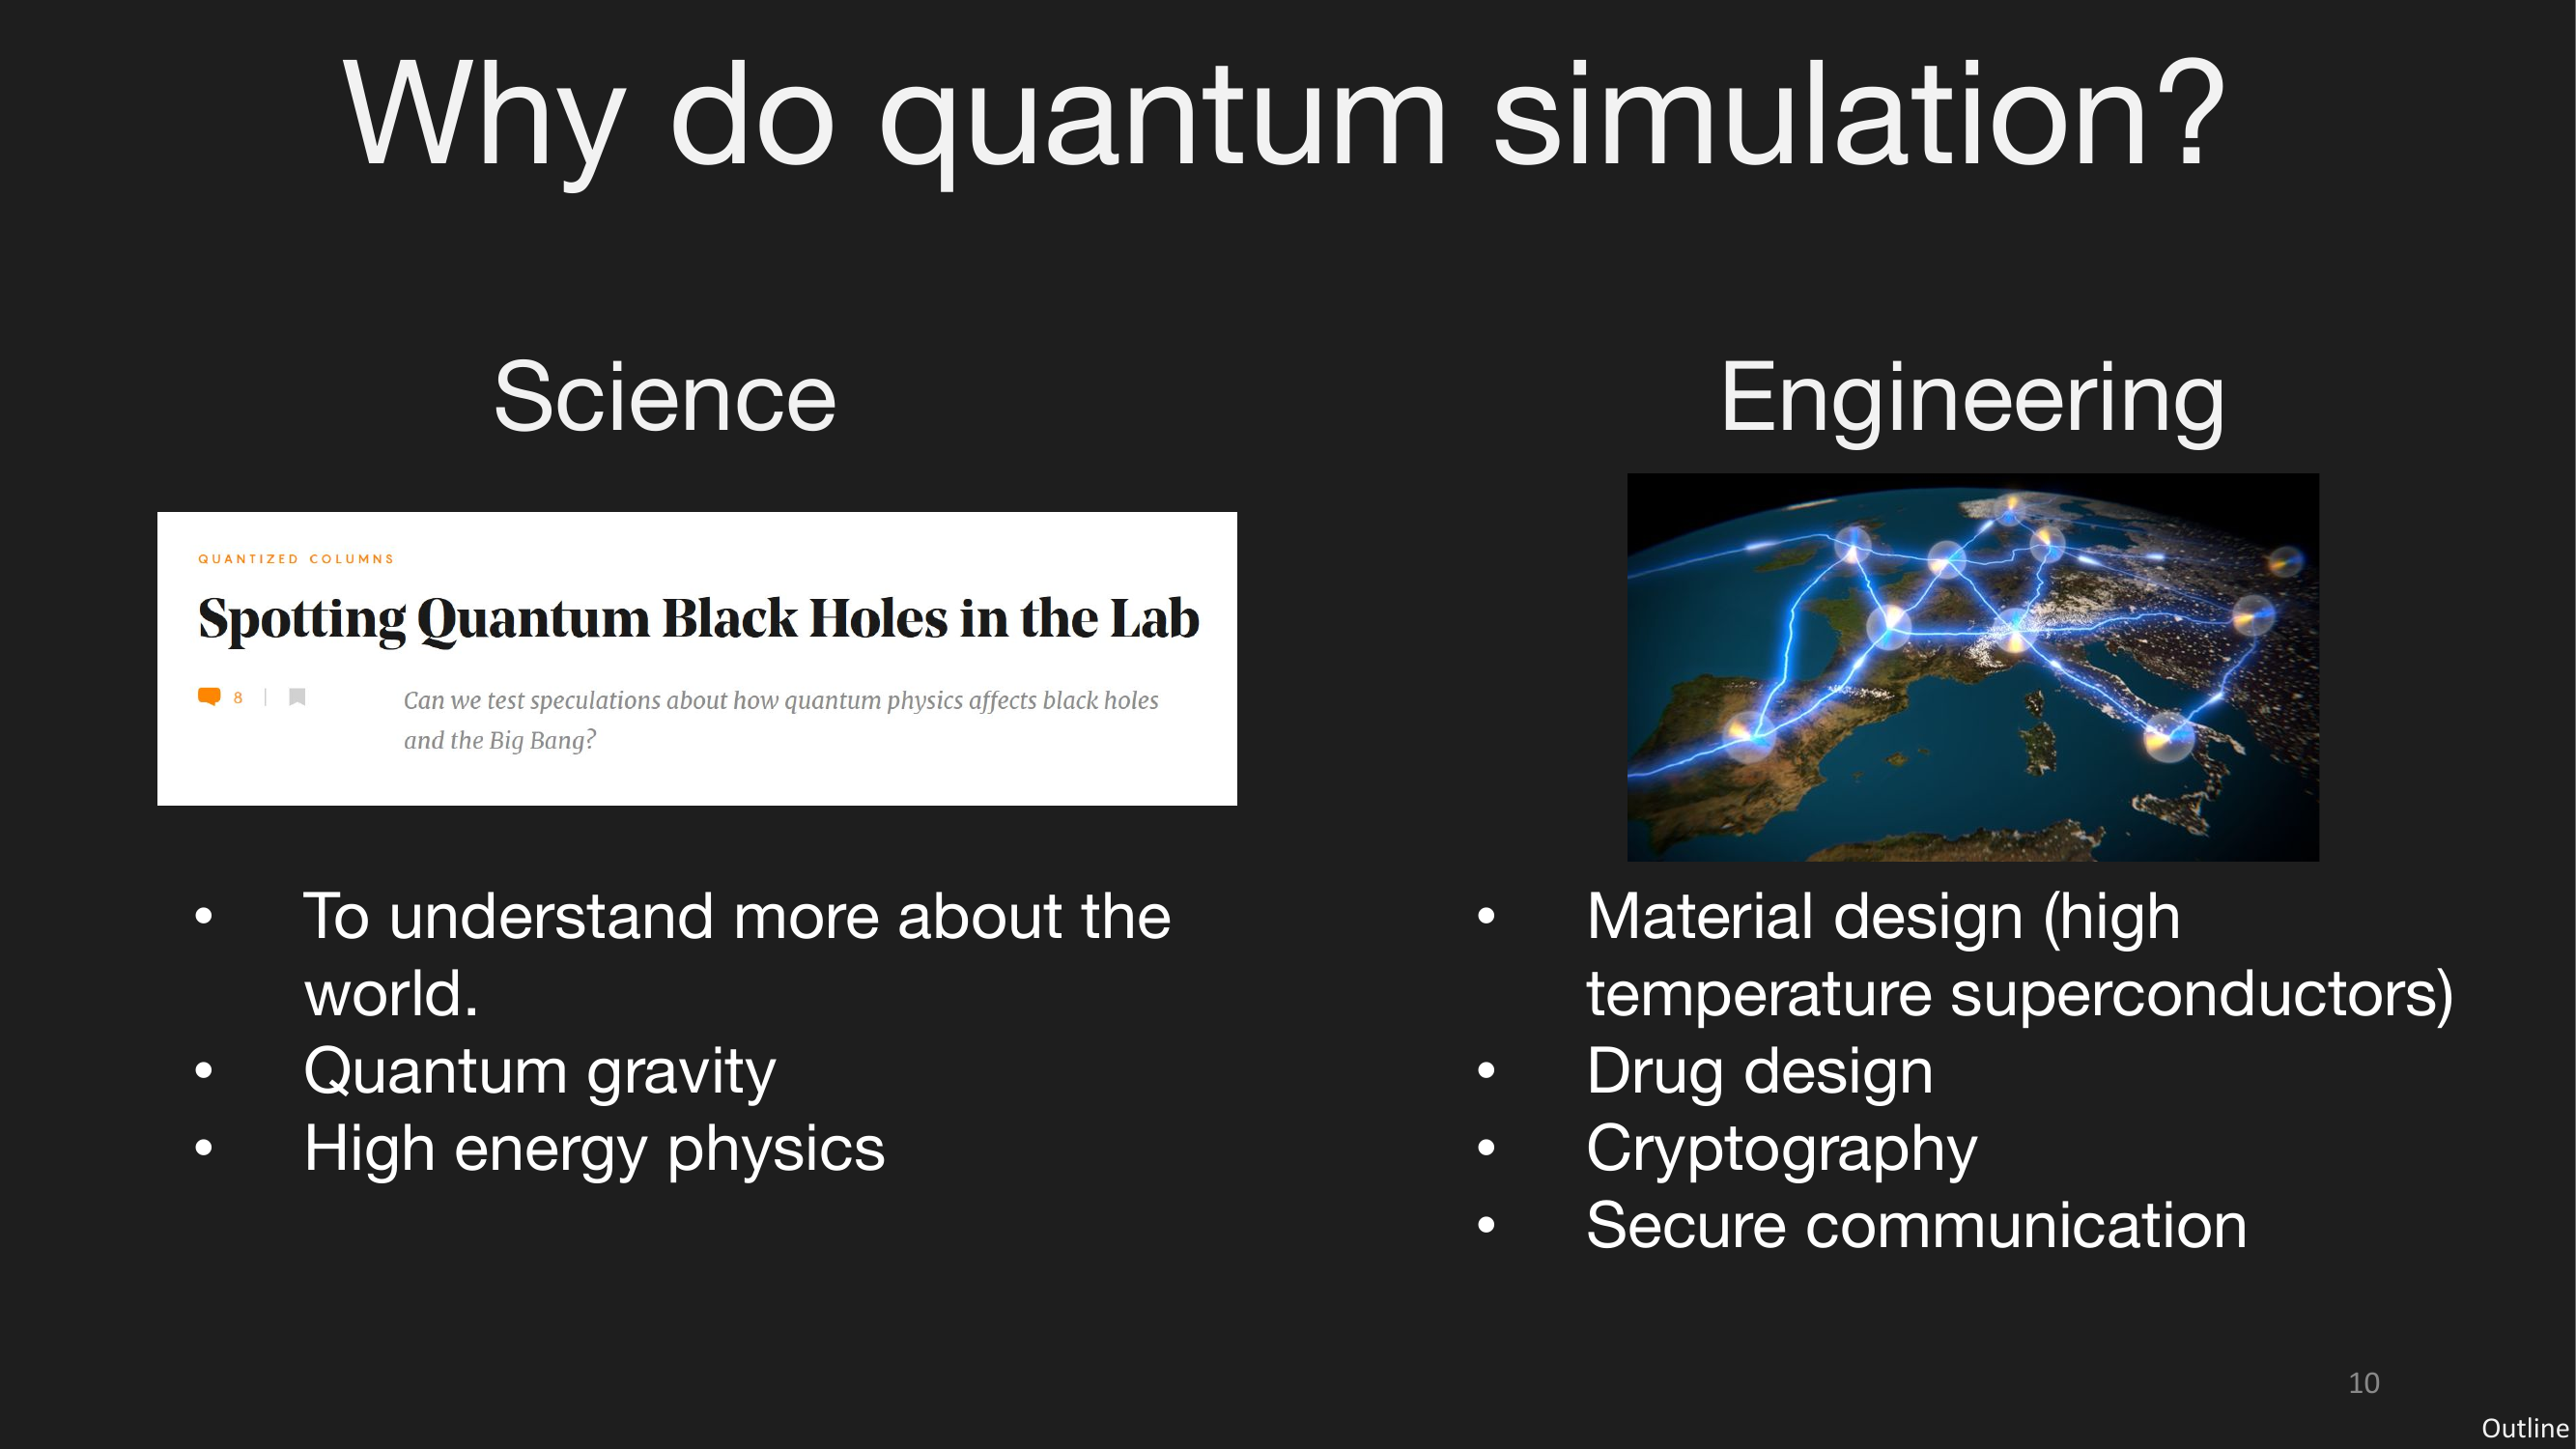 Why do quantum simulation?
Science
QUANTIZED COLUMNS
Spotting Quantum Black Holes in the Lab
8
Can we test speculations about how quantum physics affects black holes
and the Big Bang?
• To understand more about the
world.
• Quantum gravity
• High energy physics
Engineering
• Material design (high
temperature superconductors)
• Drug design
• Cryptography
• Secure communication
10
Outline